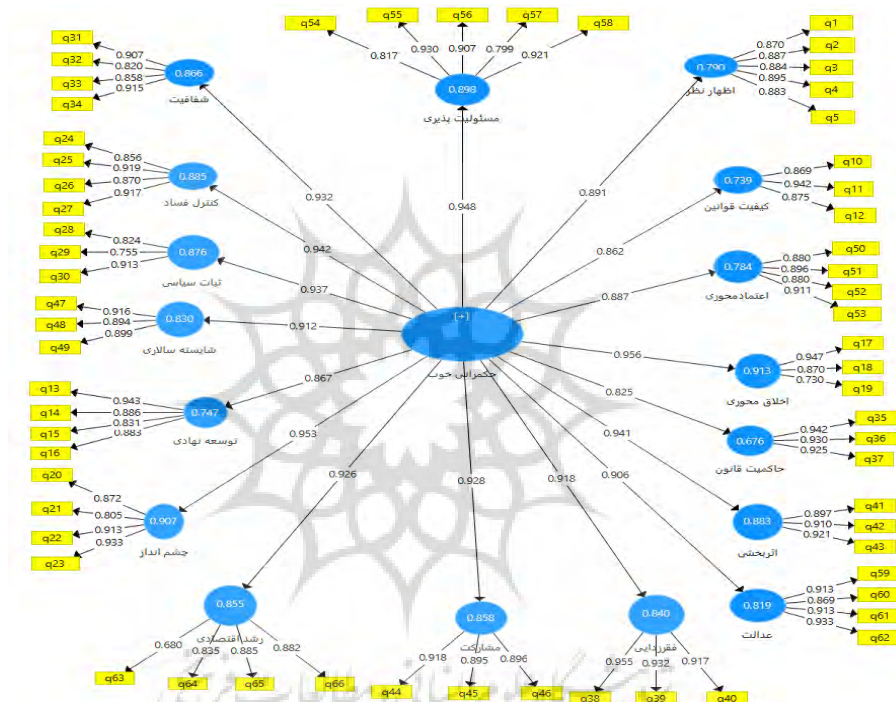 q54
q55
q56
q57
q58
0.817
0.930
0.907
0.799
0.921
0.898
مسئولیت پذیری
q31
q32
q33
q34
0.907
0.820
0.858
0.915
0.866
شفافیت
q1
q2
q3
q4
q5
0.870
0.887
0.884
0.895
0.883
0.790
اظهار نظر
q24
q25
q26
q27
0.856
0.919
0.870
0.917
0.885
کنترل فساد
q10
q11
q12
0.869
0.942
0.875
0.739
کیفیت قوانین
q28
q29
q30
0.824
0.755
0.913
0.876
ثبات سیاسی
q50
q51
q52
q53
0.880
0.896
0.880
0.911
0.784
اعتمادمحوری
q47
q48
q49
0.916
0.894
0.899
0.830
شایسته سالاری
[+]
حکمرانی خوب
0.932
0.948
0.891
0.942
0.862
0.937
0.887
0.912
0.956
0.867
0.825
0.953
0.941
0.926
0.928
0.918
0.906
q17
q18
q19
0.947
0.870
0.730
0.913
اخلاق محوری
q13
q14
q15
q16
0.943
0.886
0.831
0.883
0.747
توسعه نهادی
q35
q36
q37
0.942
0.930
0.925
0.676
حاکمیت قانون
q20
q21
q22
q23
0.872
0.805
0.913
0.933
0.907
چشم انداز
q41
q42
q43
0.897
0.910
0.921
0.883
اثربخشی
q59
q60
q61
q62
0.913
0.869
0.913
0.933
0.819
عدالت
0.855
رشد اقتصادی
0.680
0.835
0.885
0.882
q63
q64
q65
q66
0.858
مشارکت
0.918
0.895
0.896
q44
q45
q46
0.840
فقرزدایی
0.955
0.932
0.917
q38
q39
q40